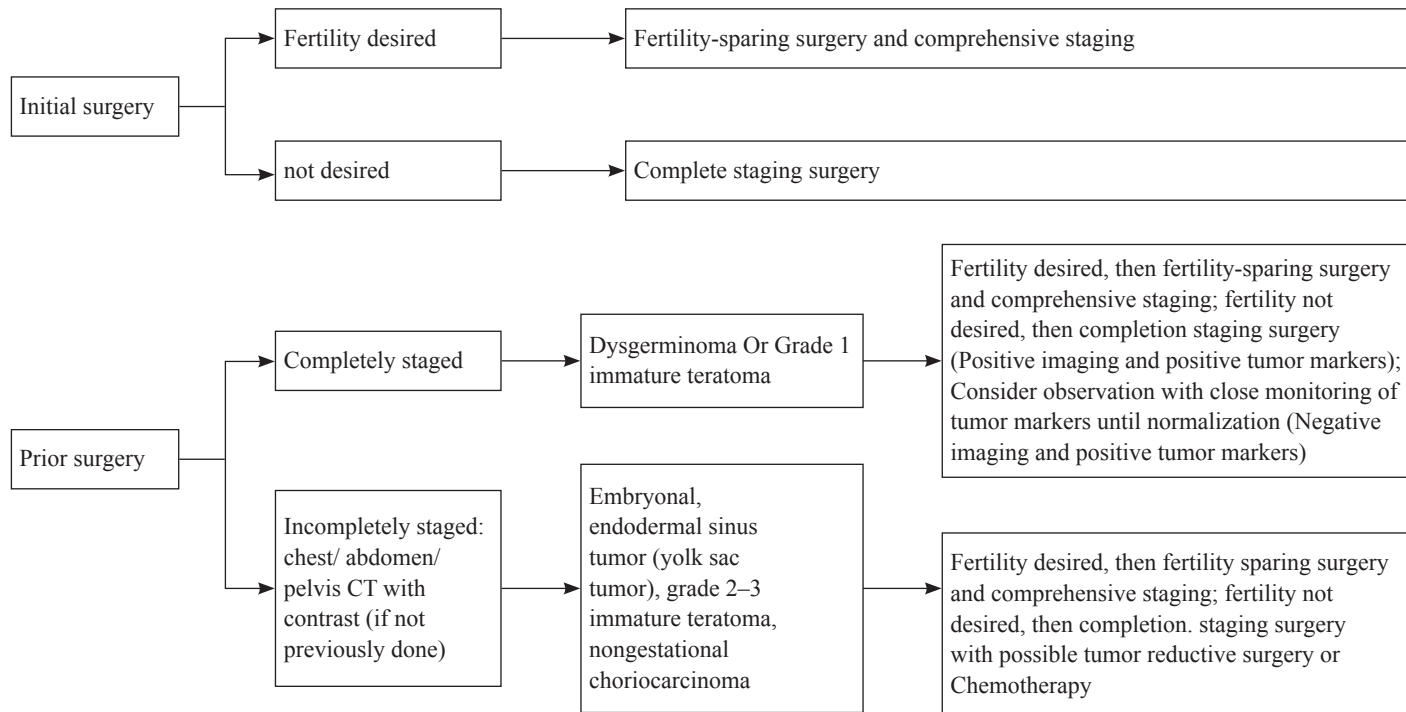 Fertility desired
Fertility-sparing surgery and comprehensive staging
Initial surgery
not desired
Complete staging surgery
Prior surgery
Completely staged
Dysgerminoma Or Grade 1
immature teratoma
Fertility desired, then fertility-sparing surgery
and comprehensive staging; fertility not
desired, then completion staging surgery
(Positive imaging and positive tumor markers);
Consider observation with close monitoring of
tumor markers until normalization (Negative
imaging and positive tumor markers)
Incompletely staged:
chest/ abdomen/
pelvis CT with
contrast (if not
previously done)
Embryonal,
endodermal sinus
tumor (yolk sac
tumor), grade 2–3
immature teratoma,
nongestational
choriocarcinoma
Fertility desired, then fertility sparing surgery
and comprehensive staging; fertility not
desired, then completion. staging surgery
with possible tumor reductive surgery or
Chemotherapy